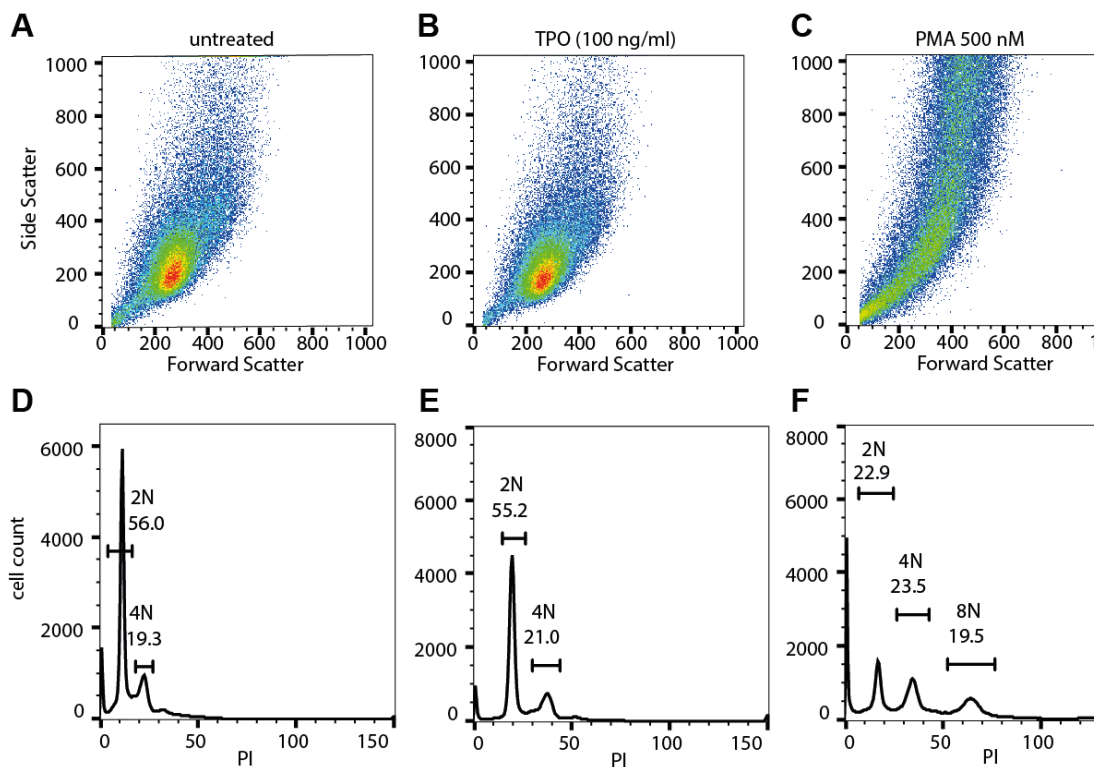 A
untreated
1000
800
600
400
200
0
Side Scatter
0 200 400 600 800 1000
Forward Scatter
B
TPO (100 ng/ml)
1000
800
600
400
200
0
0 200 400 600 800 1000
Forward Scatter
C
PMA 500 nM
1000
800
600
400
200
0
0 200 400 600 800
Forward Scatter
D
6000
4000
2000
0
cell count
2N
56.0
4N
19.3
0 50 100 150
PI
E
8000
6000
4000
2000
0
2N
55.2
4N
21.0
0 50 100 150
PI
F
8000
6000
4000
2000
0
2N
22.9
4N
23.5
8N
19.5
0 50 100
PI